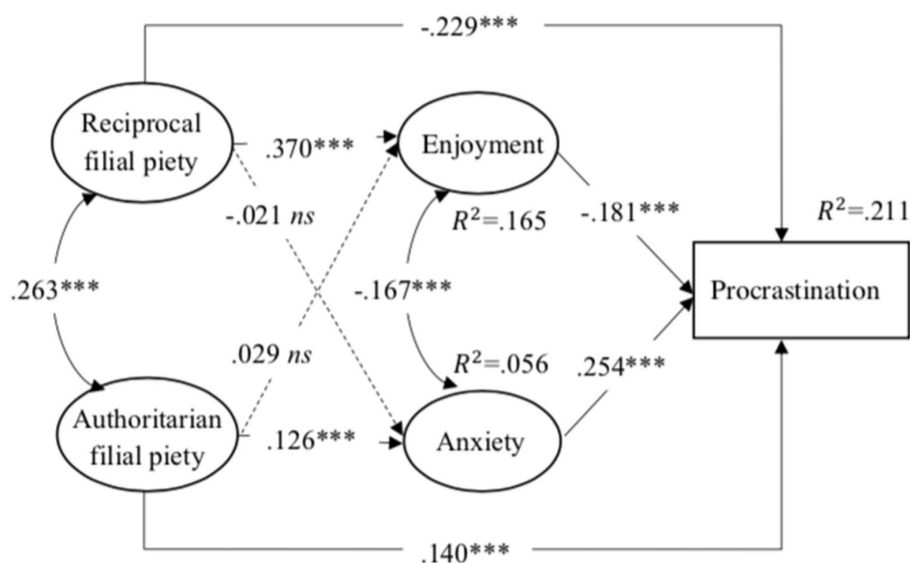 -.229***
Reciprocal
filial piety
.370***
Enjoyment
-.021 ns
R²=.165
-.181***
R²=.211
.263***
-.167***
Procrastination
.029 ns
R²=.056
.254***
Authoritarian
filial piety
.126***
Anxiety
.140***